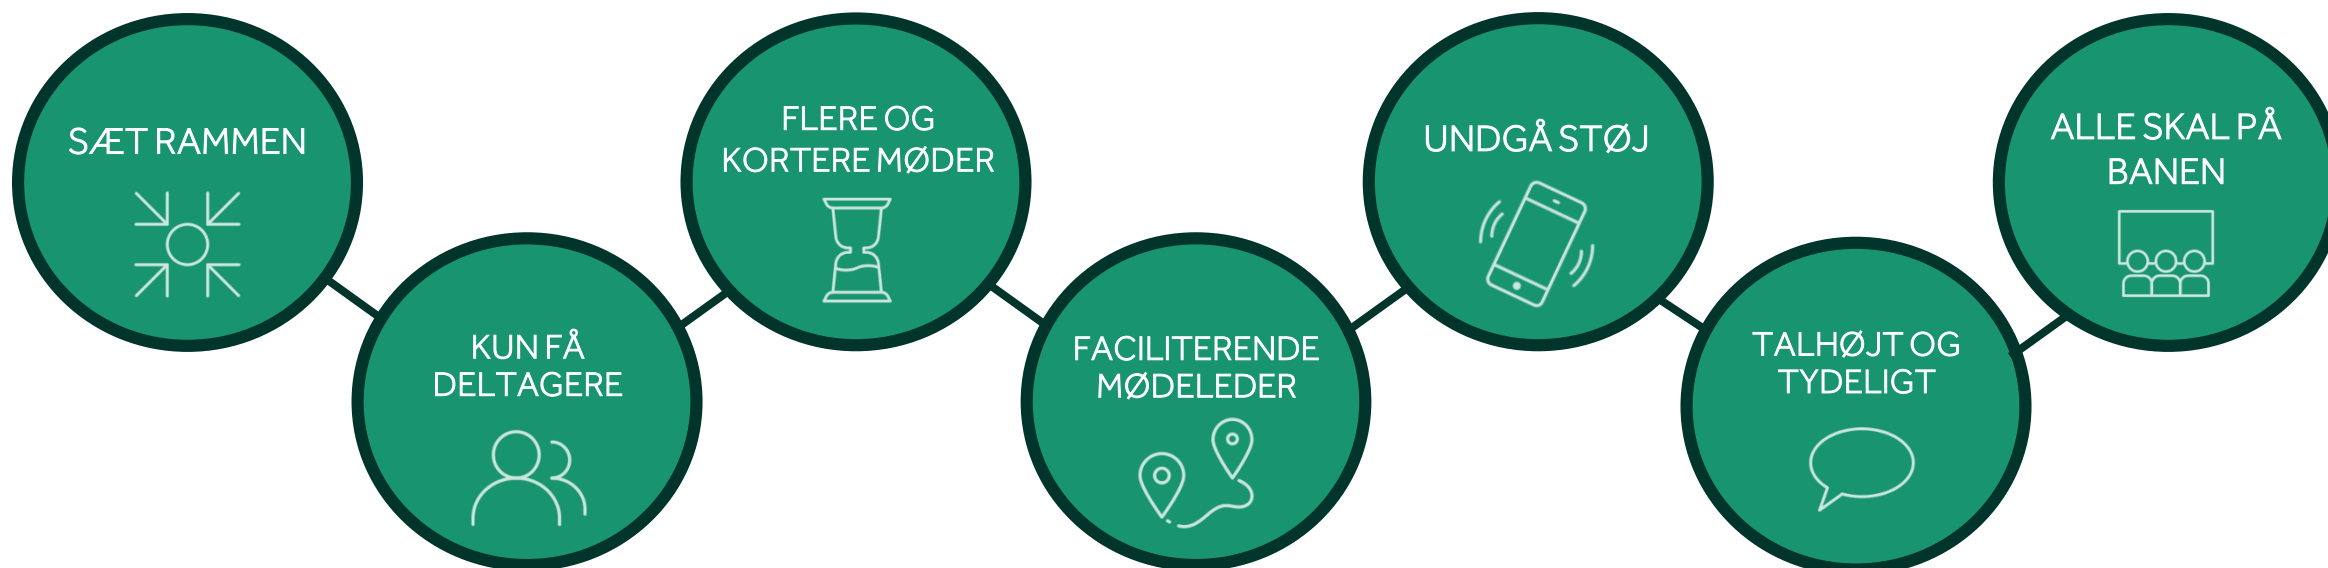 SÆT RAMMEN
KUN FÅ
DELTAGERE
FLERE OG
KORTERE MØDER
FACILITERENDE
MØDELEDER
UNDGÅ STØJ
TALHØJT OG
TYDELIGT
ALLE SKAL PÅ
BANEN